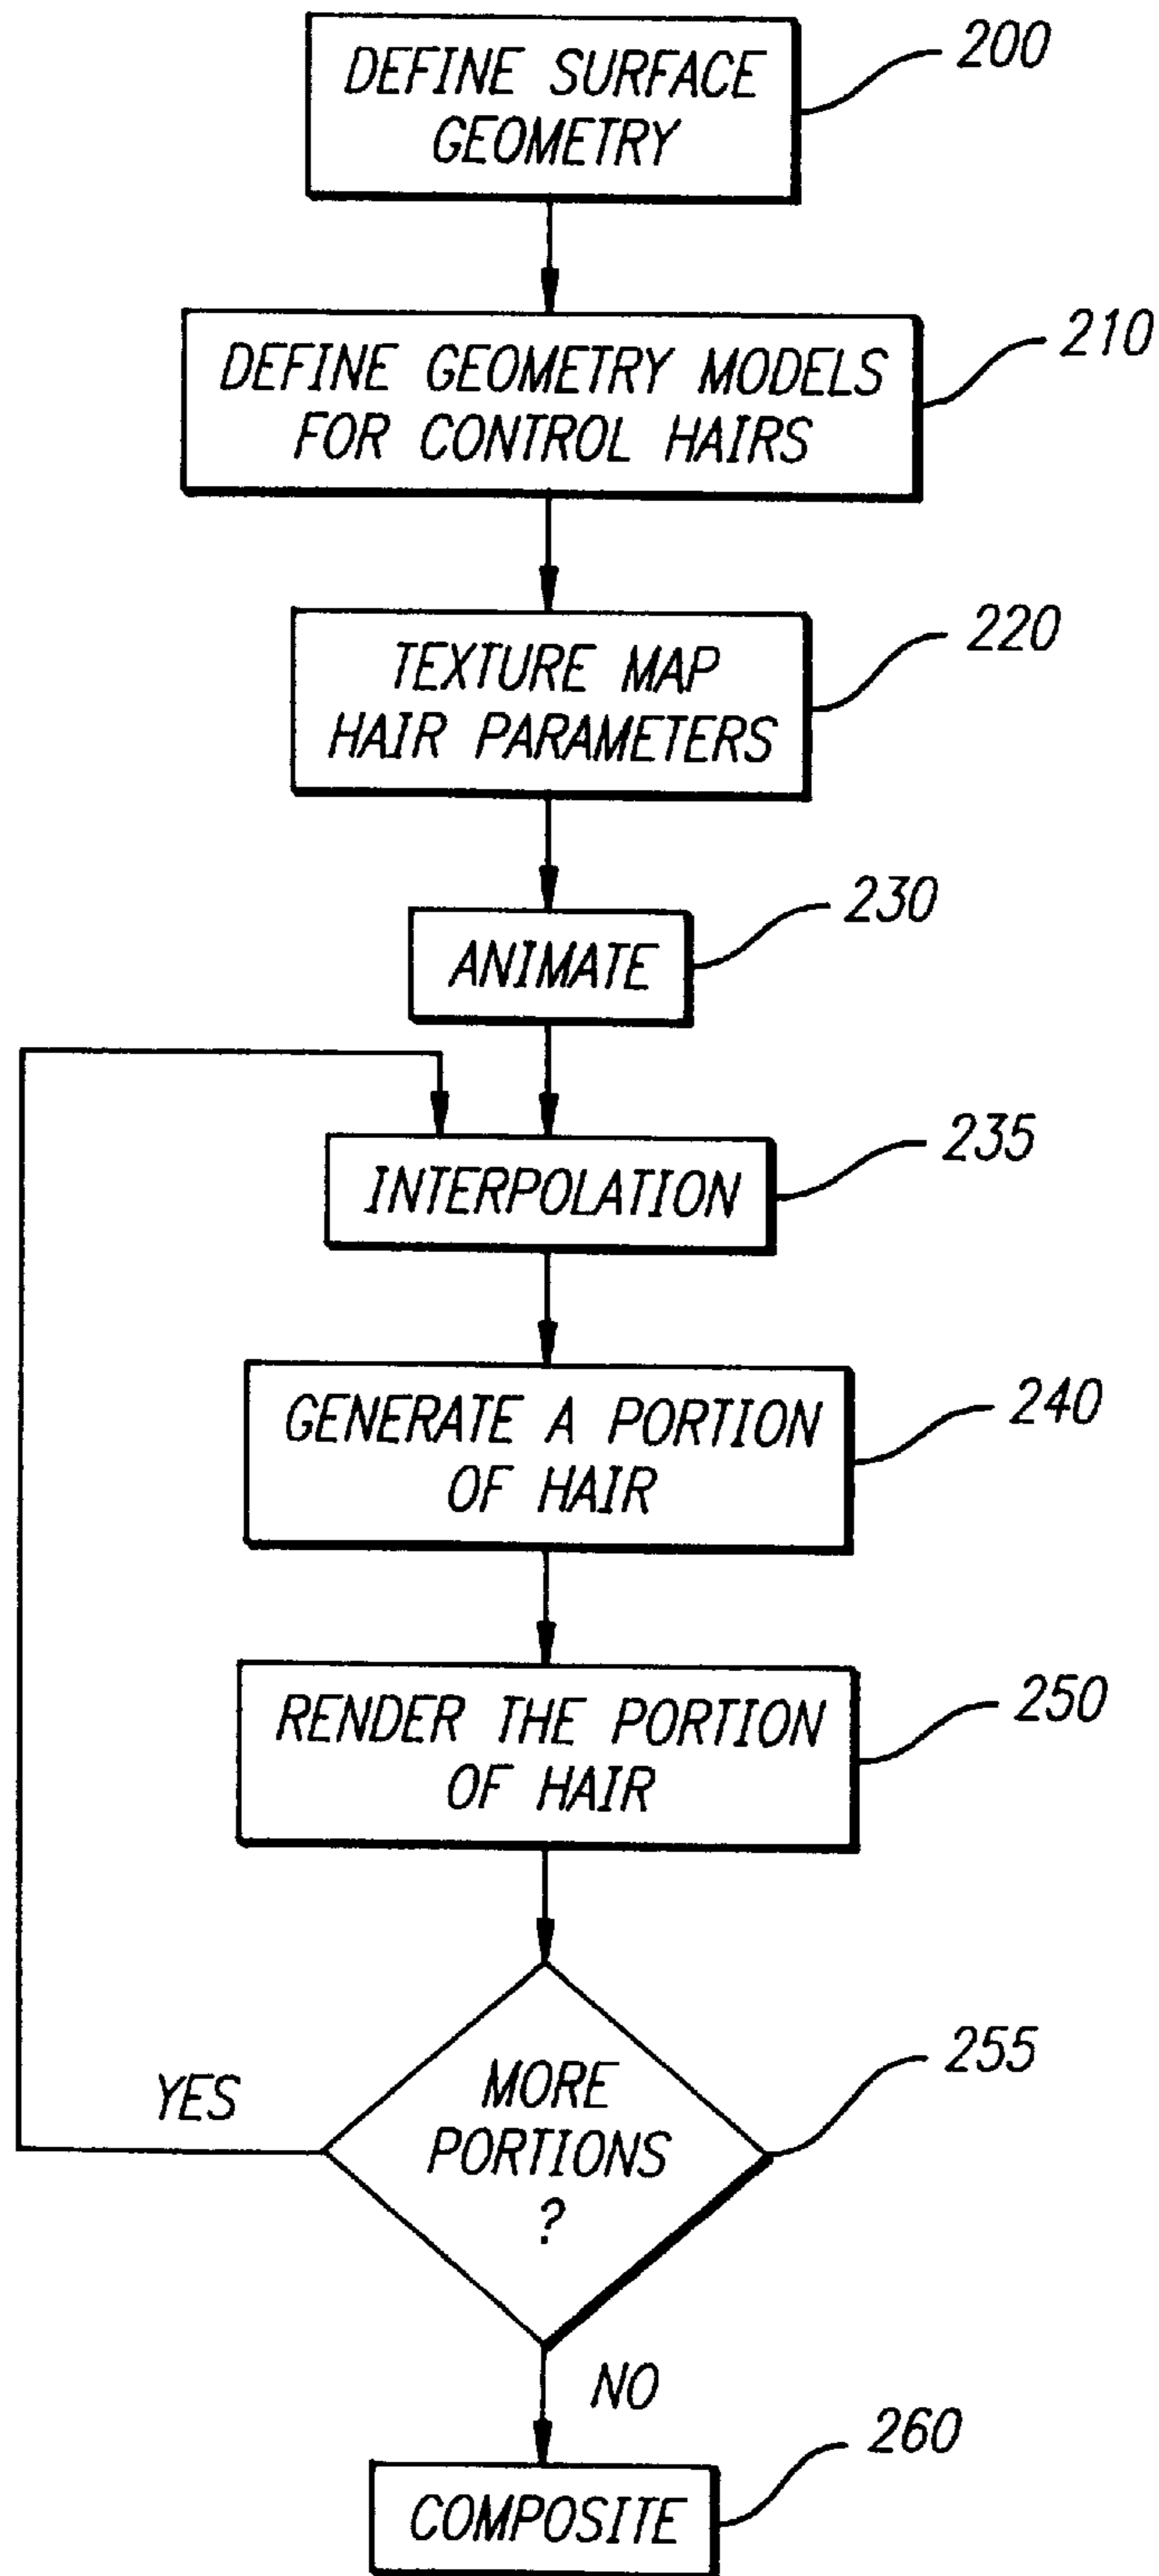 DEFINE SURFACE
GEOMETRY
200
DEFINE GEOMETRY MODELS
FOR CONTROL HAIRS
210
TEXTURE MAP
HAIR PARAMETERS
220
ANIMATE
230
INTERPOLATION
235
GENERATE A PORTION
OF HAIR
240
RENDER THE PORTION
OF HAIR
250
MORE
PORTIONS
?
255
YES
NO
COMPOSITE
260